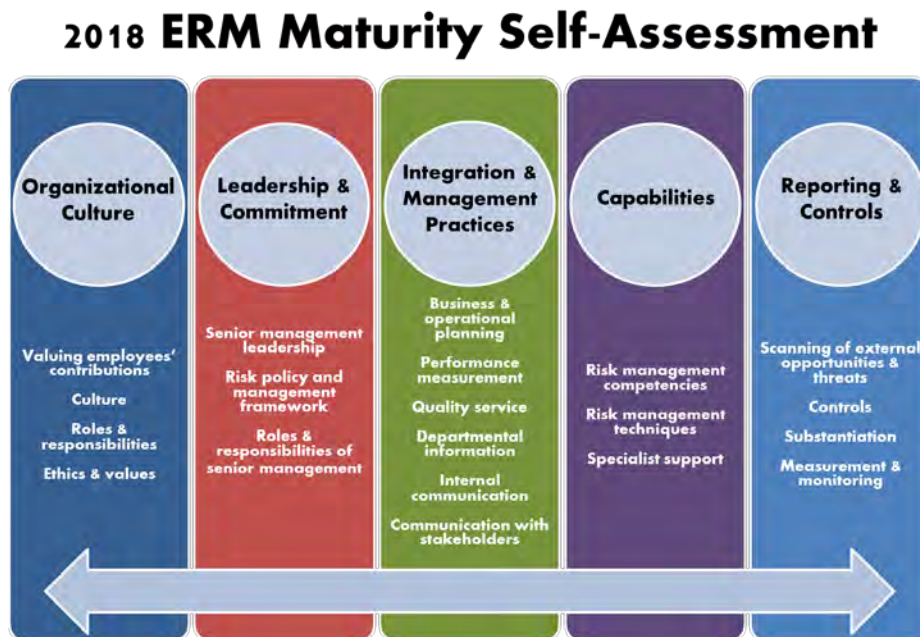 2018 ERM Maturity Self-Assessment
Organizational
Culture
Valuing employees'
contributions
Culture
Roles &
responsibilities
Ethics & values
Leadership &
Commitment
Senior management
leadership
Risk policy and
management
framework
Roles &
responsibilities of
senior management
Integration &
Management
Practices
Business &
operational
planning
Performance
measurement
Quality service
Departmental
information
Internal
communication
Communication with
stakeholders
Capabilities
Risk management
competencies
Risk management
techniques
Specialist support
Reporting &
Controls
Scanning of external
opportunities &
threats
Controls
Substantiation
Measurement &
monitoring